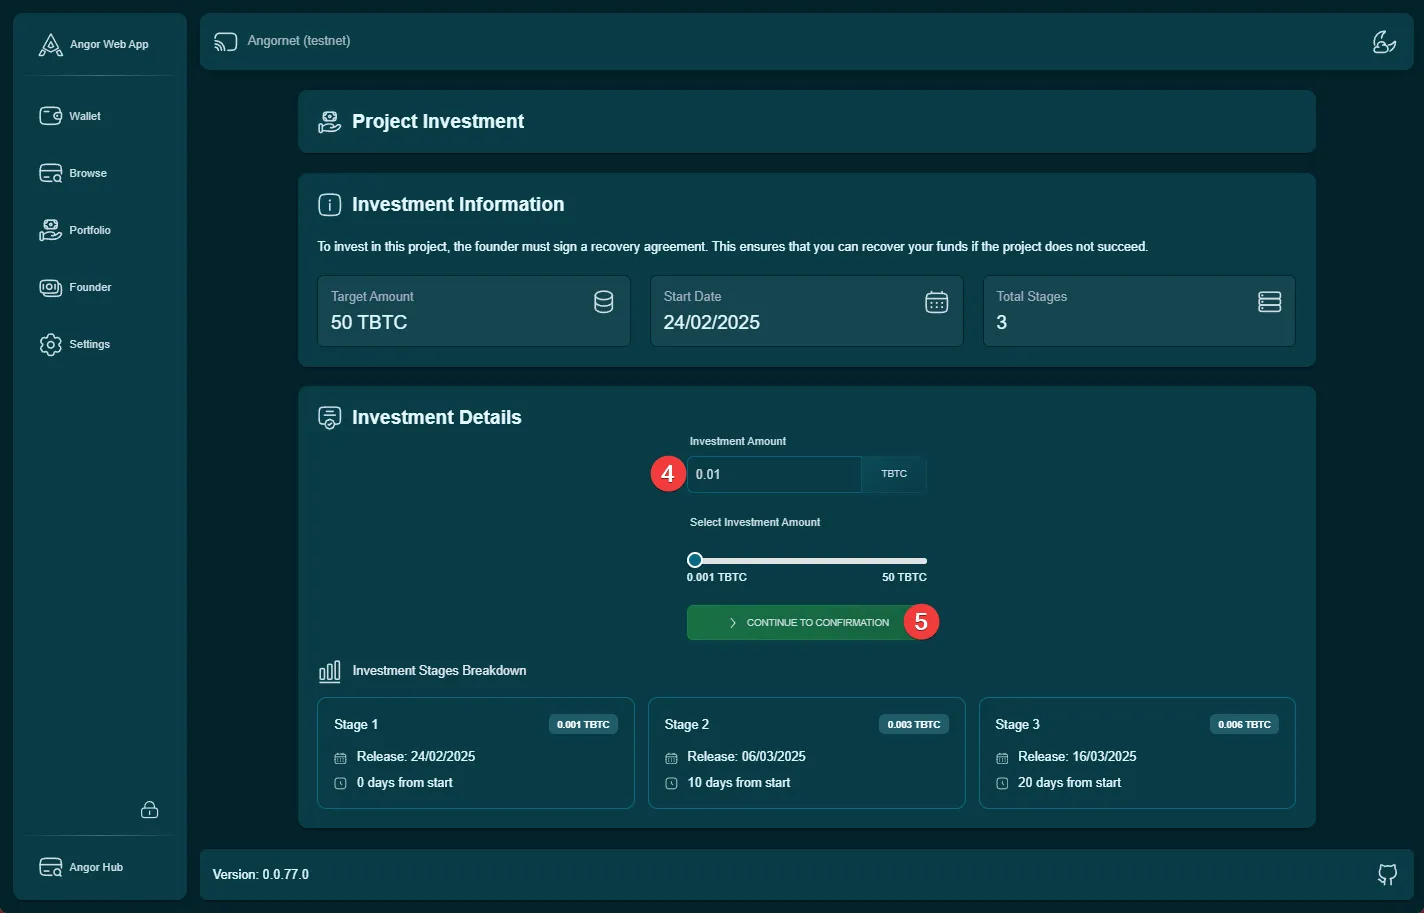 Angor Web App
Wallet
Browse
Portfolio
Founder
Settings
Angor Hub
Angornet (testnet)
Project Investment
Investment Information
To invest in this project, the founder must sign a recovery agreement. This ensures that you can recover your funds if the project does not succeed.
Target Amount
50 TBTC
Start Date
24/02/2025
Total Stages
3
Investment Details
Investment Amount
4
0.01
TBTC
Select Investment Amount
0.001 TBTC
50 TBTC
CONTINUE TO CONFIRMATION
5
Investment Stages Breakdown
Stage 1
0.001 TBTC
Release: 24/02/2025
0 days from start
Stage 2
0.003 TBTC
Release: 06/03/2025
10 days from start
Stage 3
0.006 TBTC
Release: 16/03/2025
20 days from start
Version: 0.0.77.0